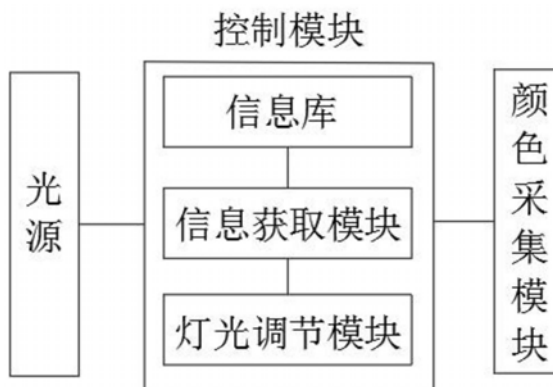 控制模块
光源
信息库
信息获取模块
灯光调节模块
颜色采集模块